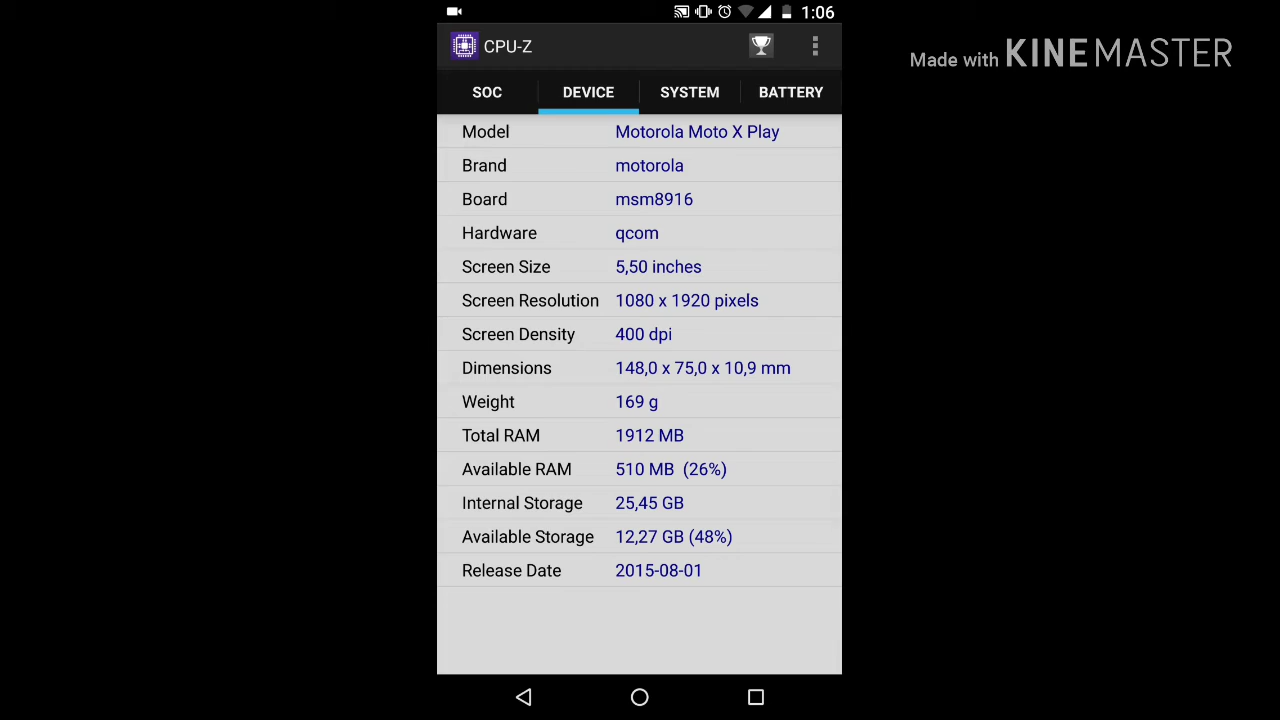 1:06
CPU-Z
Made with KINEMASTER
SOC DEVICE SYSTEM BATTERY
Model Motorola Moto X Play
Brand motorola
Board msm8916
Hardware qcom
Screen Size 5,50 inches
Screen Resolution 1080 x 1920 pixels
Screen Density 400 dpi
Dimensions 148,0 x 75,0 x 10,9 mm
Weight 169 g
Total RAM 1912 MB
Available RAM 510 MB (26%)
Internal Storage 25,45 GB
Available Storage 12,27 GB (48%)
Release Date 2015-08-01